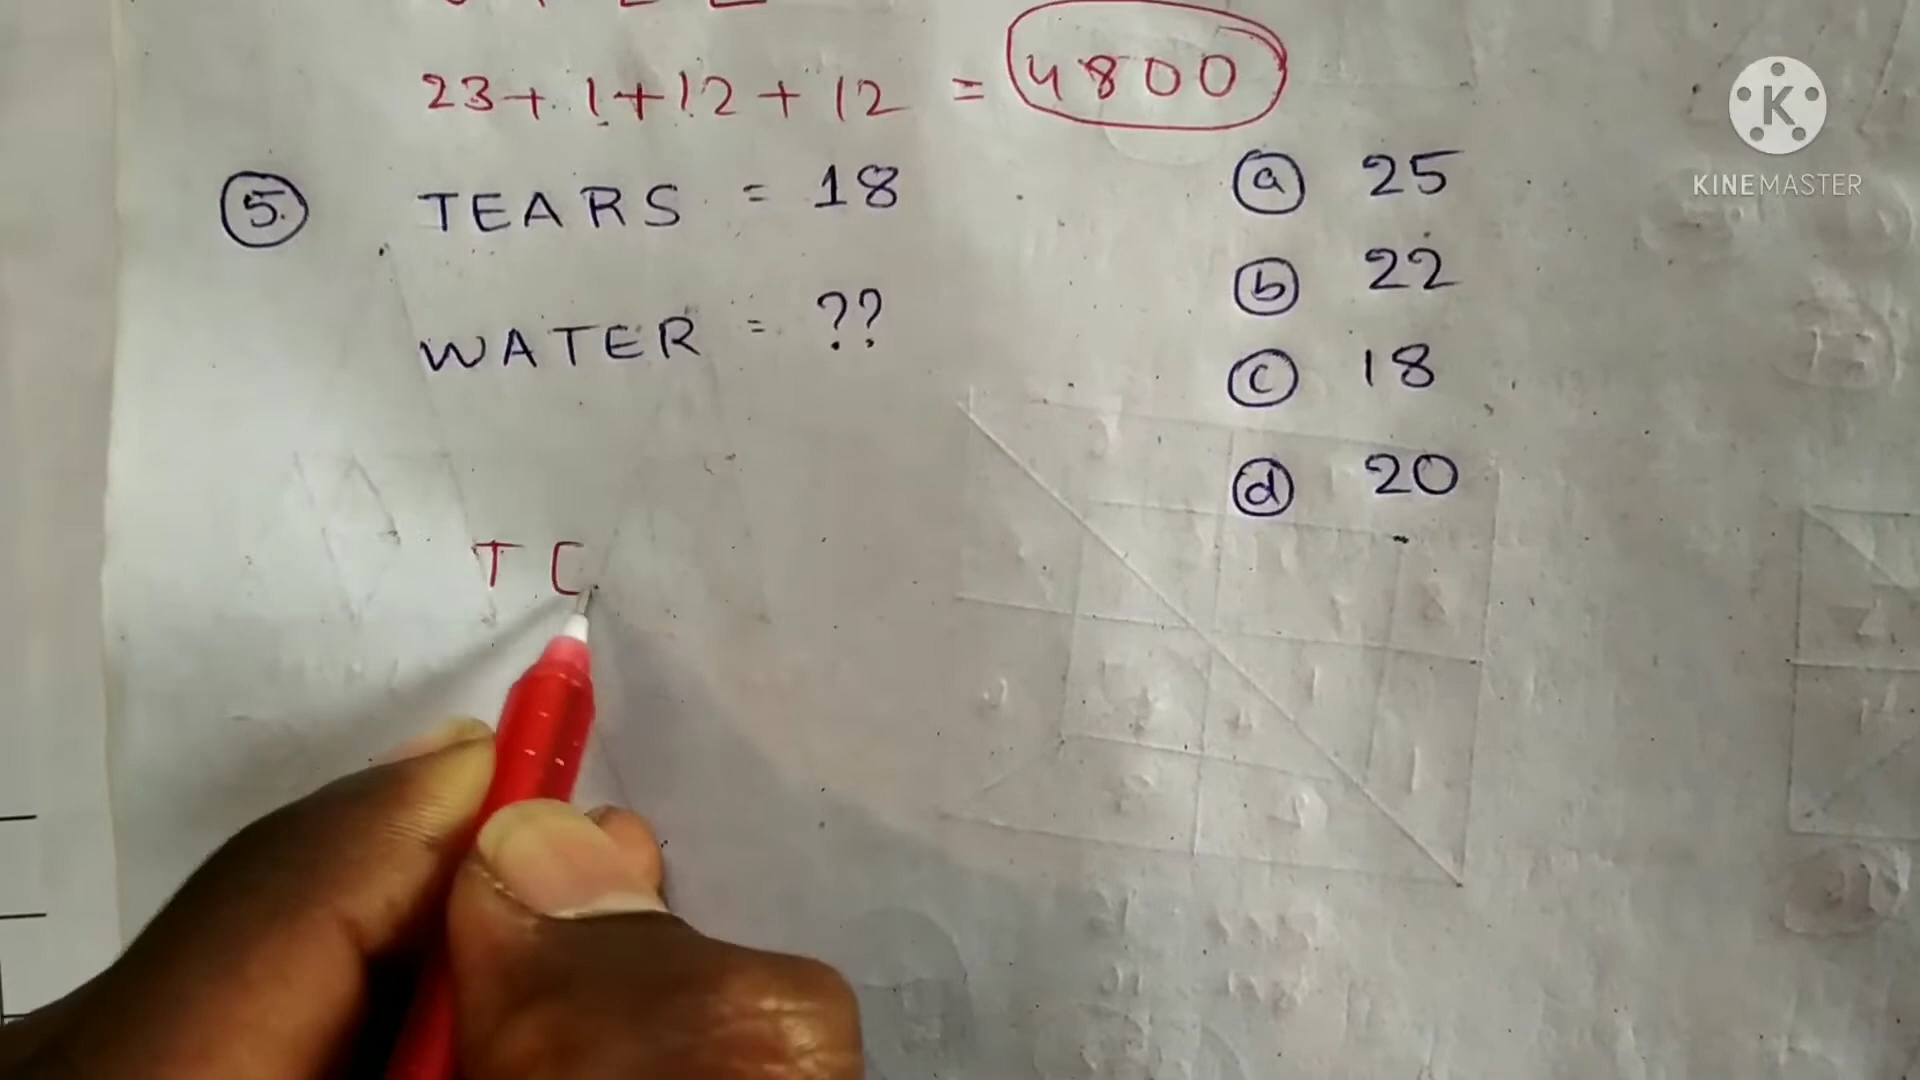 23 + 1 + 12 + 12 = 4800
5. TEARS = 18
WATER = ??
a 25
b 22
c 18
d 20
T
K
KINEMASTER